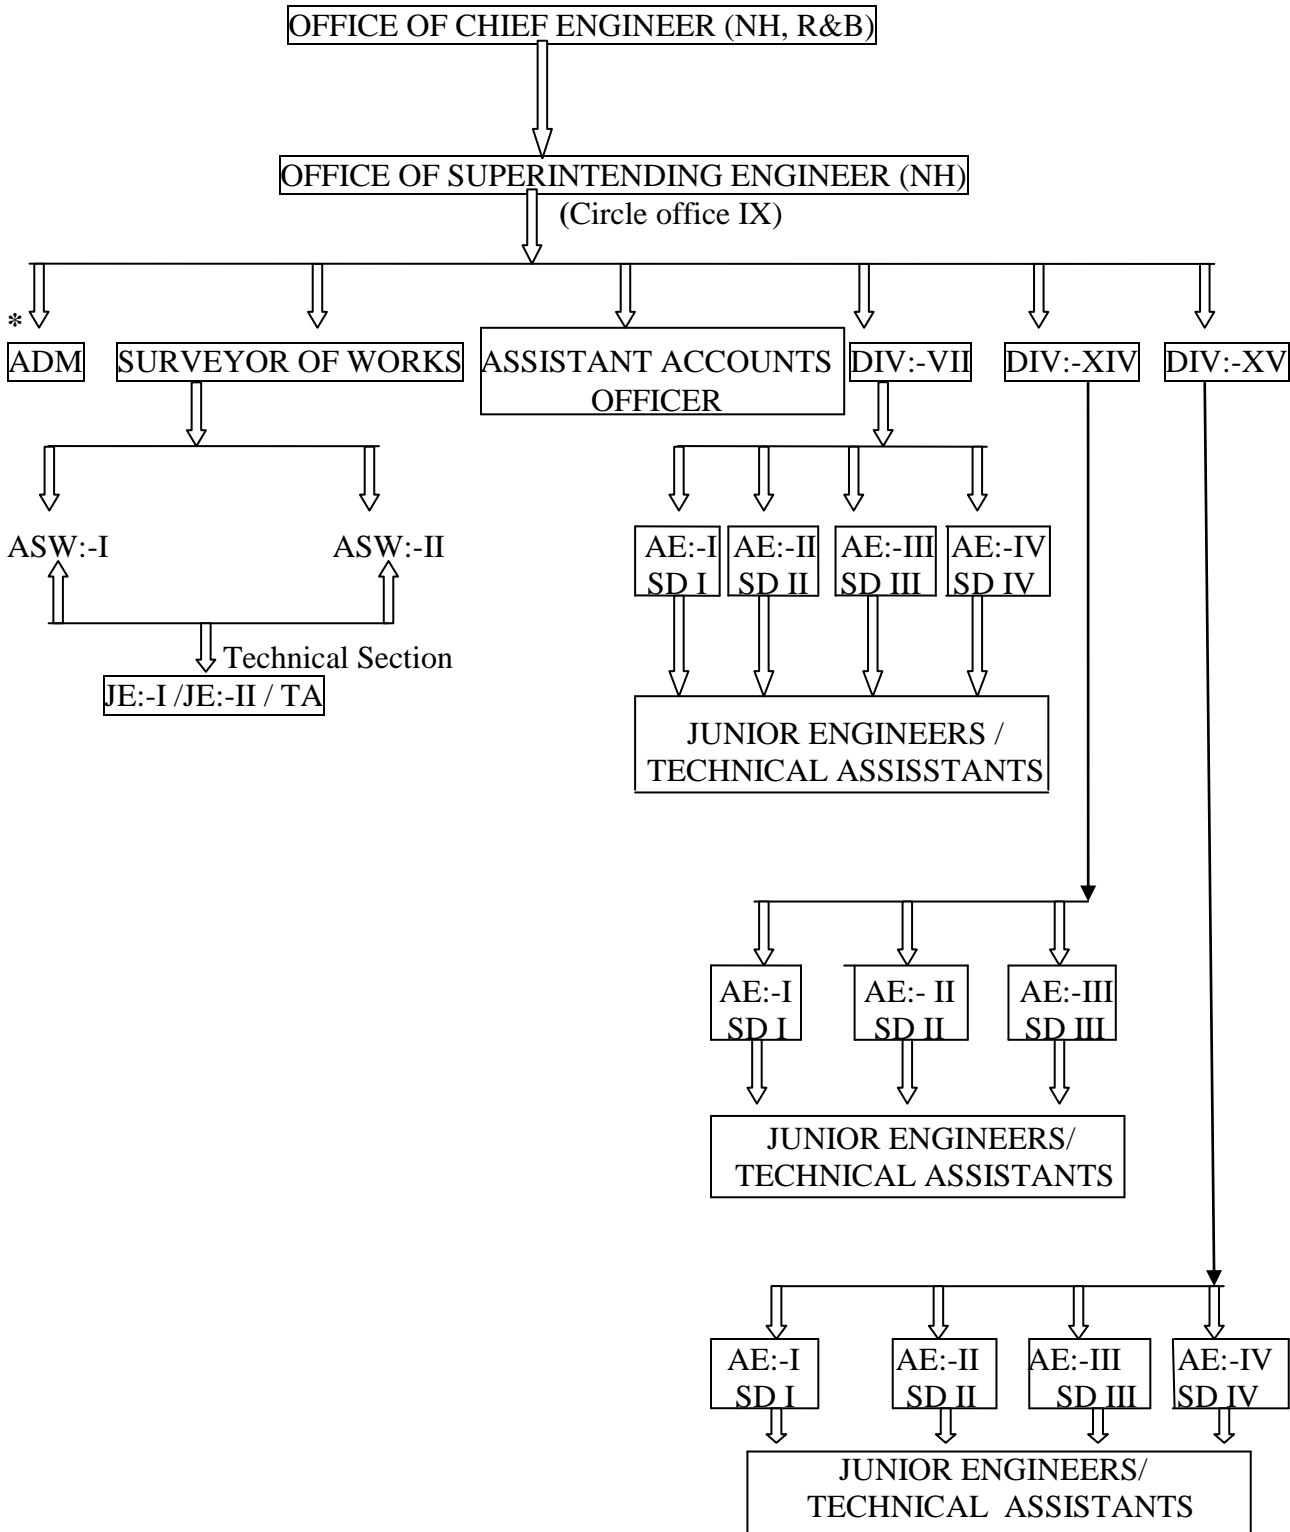 OFFICE OF CHIEF ENGINEER (NH, R&B)
OFFICE OF SUPERINTENDING ENGINEER (NH)
(Circle office IX)
*
ADM
SURVEYOR OF WORKS
ASSISTANT ACCOUNTS
OFFICER
DIV:-VII
DIV:-XIV
DIV:-XV
ASW:-I
ASW:-II
Technical Section
JE:-I /JE:-II / TA
AE:-I
SD I
AE:-II
SD II
AE:-III
SD III
AE:-IV
SD IV
JUNIOR ENGINEERS /
TECHNICAL ASSISSTANTS
AE:-I
SD I
AE:- II
SD II
AE:-III
SD III
JUNIOR ENGINEERS/
TECHNICAL ASSISTANTS
AE:-I
SD I
AE:-II
SD II
AE:-III
SD III
AE:-IV
SD IV
JUNIOR ENGINEERS/
TECHNICAL ASSISTANTS